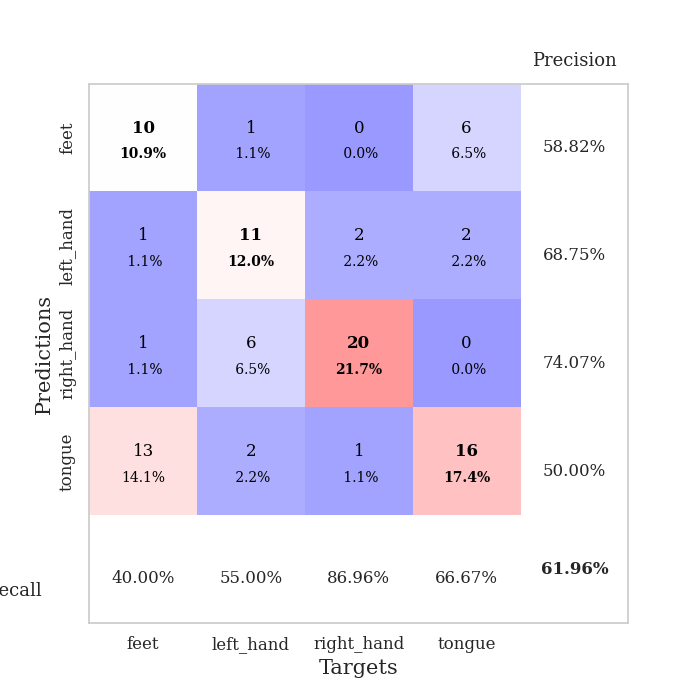 Precision
feet
10 1 0 6
10.9% 1.1% 0.0% 6.5%
58.82%
left_hand
1 11 2 2
1.1% 12.0% 2.2% 2.2%
68.75%
Predictions
right_hand
1 6 20 0
1.1% 6.5% 21.7% 0.0%
74.07%
tongue
13 2 1 16
14.1% 2.2% 1.1% 17.4%
50.00%
ecall
40.00% 55.00% 86.96% 66.67% 61.96%
feet left_hand right_hand tongue
Targets